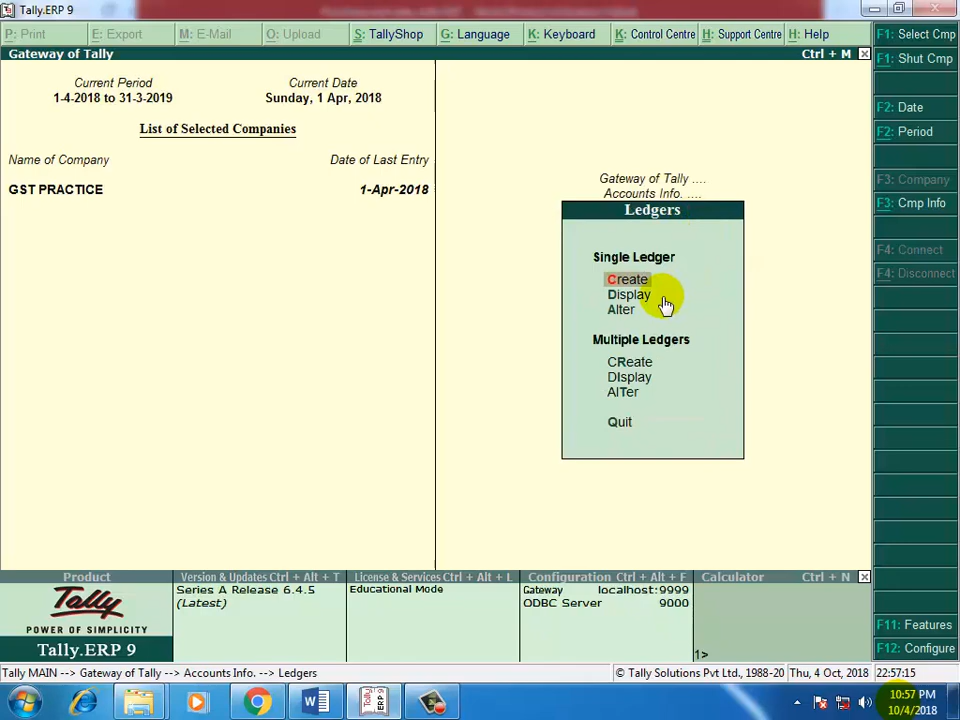 Tally.ERP 9
P: Print
E: Export
M: E-Mail
O: Upload
S: TallyShop
G: Language
K: Keyboard
K: Control Centre
H: Support Centre
H: Help
F1: Select Cmp
F1: Shut Cmp
F2: Date
F2: Period
F3: Company
F3: Cmp Info
F4: Connect
F4: Disconnect
F11: Features
F12: Configure
Gateway of Tally
Ctrl + M
Current Period
1-4-2018 to 31-3-2019
Current Date
Sunday, 1 Apr, 2018
List of Selected Companies
Name of Company
Date of Last Entry
GST PRACTICE
1-Apr-2018
Gateway of Tally ....
Accounts Info. ....
Ledgers
Single Ledger
Create
Display
Alter
Multiple Ledgers
CReate
DIsplay
AlTer
Quit
Product
Tally
POWER OF SIMPLICITY
Tally.ERP 9
Version & Updates Ctrl + Alt + T
Series A Release 6.4.5
(Latest)
License & Services Ctrl + Alt + L
Educational Mode
Configuration Ctrl + Alt + F
Gateway localhost:9999
ODBC Server 9000
Calculator Ctrl + N
1>
Tally MAIN --> Gateway of Tally --> Accounts Info. --> Ledgers
© Tally Solutions Pvt Ltd., 1988-20
Thu, 4 Oct, 2018
22:57:15
10:57 PM
10/4/2018